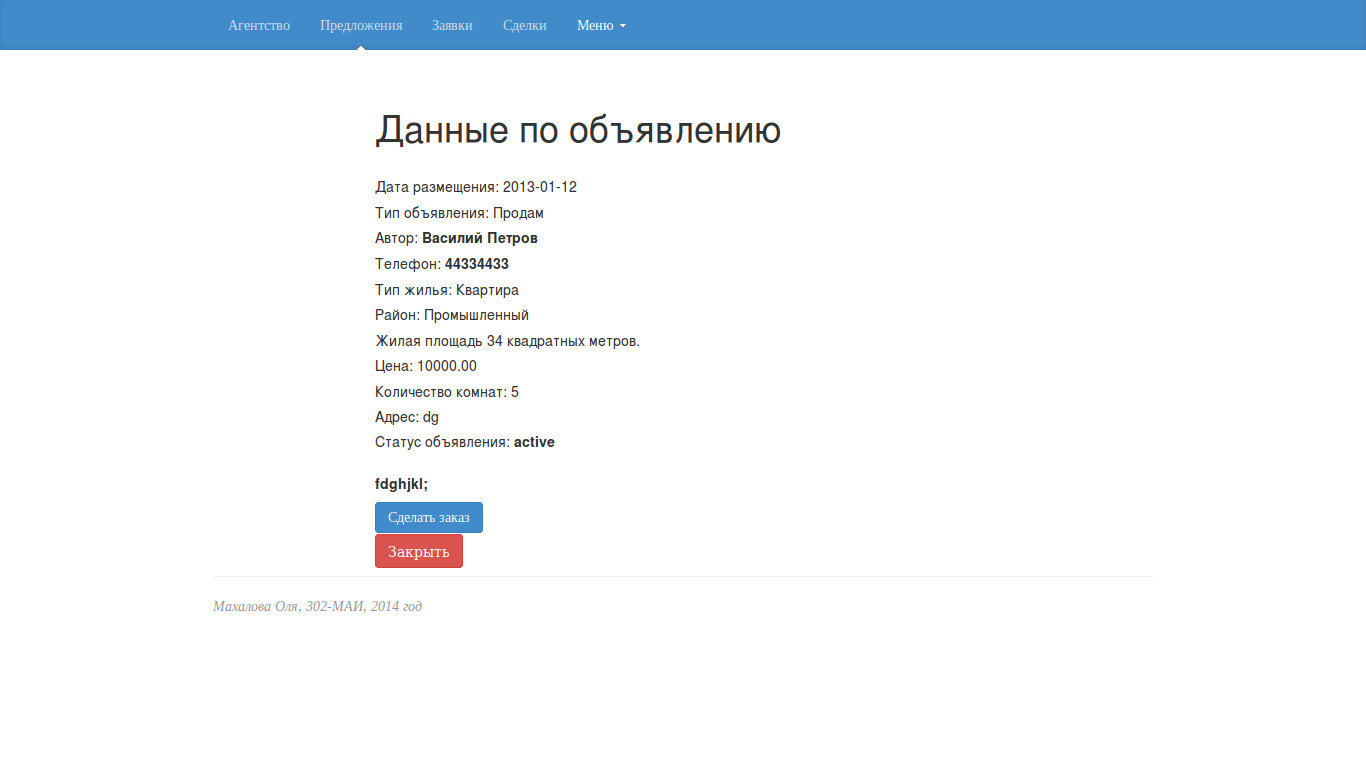 Агентство Предложения Заявки Сделки Меню
Данные по объявлению
Дата размещения: 2013-01-12
Тип объявления: Продам
Автор: Василий Петров
Телефон: 44334433
Тип жилья: Квартира
Район: Промышленный
Жилая площадь 34 квадратных метров.
Цена: 10000.00
Количество комнат: 5
Адрес: dg
Статус объявления: active
fdghjkl;
Сделать заказ
Закрыть
Махалова Оля, 302-МАИ, 2014 год